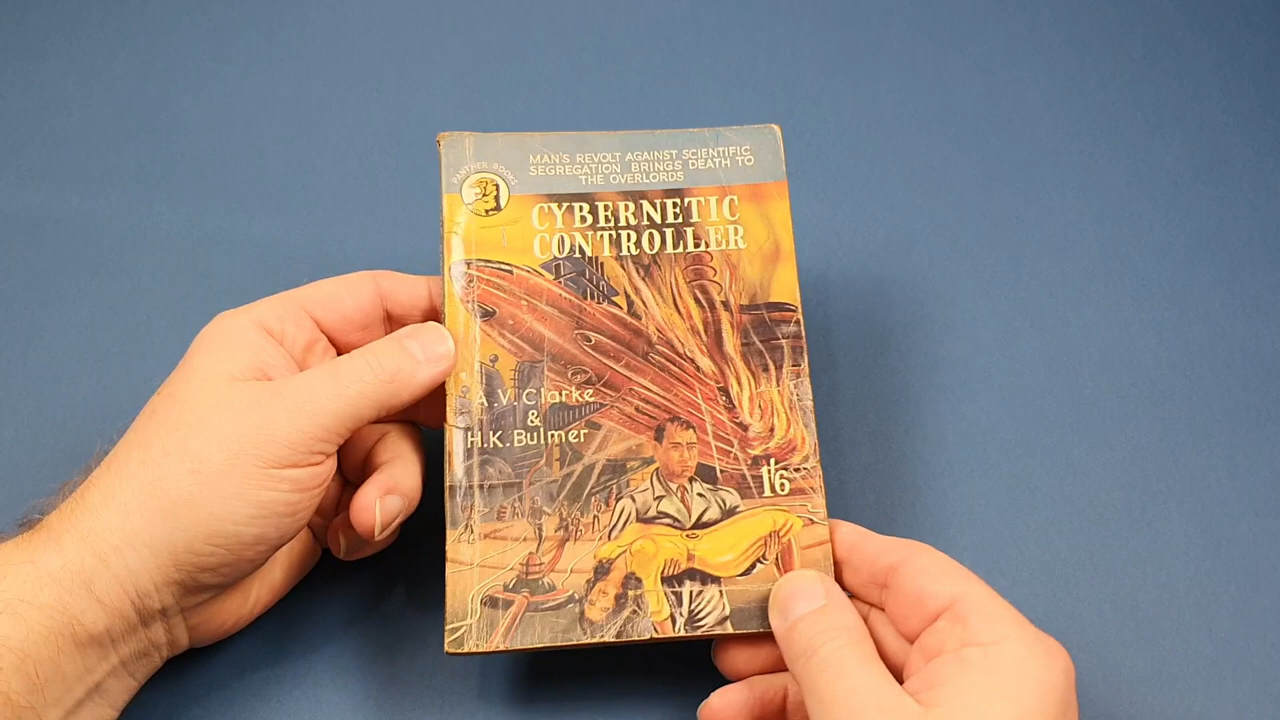 MAN'S REVOLT AGAINST SCIENTIFIC
SEGREGATION BRINGS DEATH TO
THE OVERLORDS
PANTHER BOOKS
CYBERNETIC
CONTROLLER
A.V. Clarke
&
H.K. Bulmer
1/6